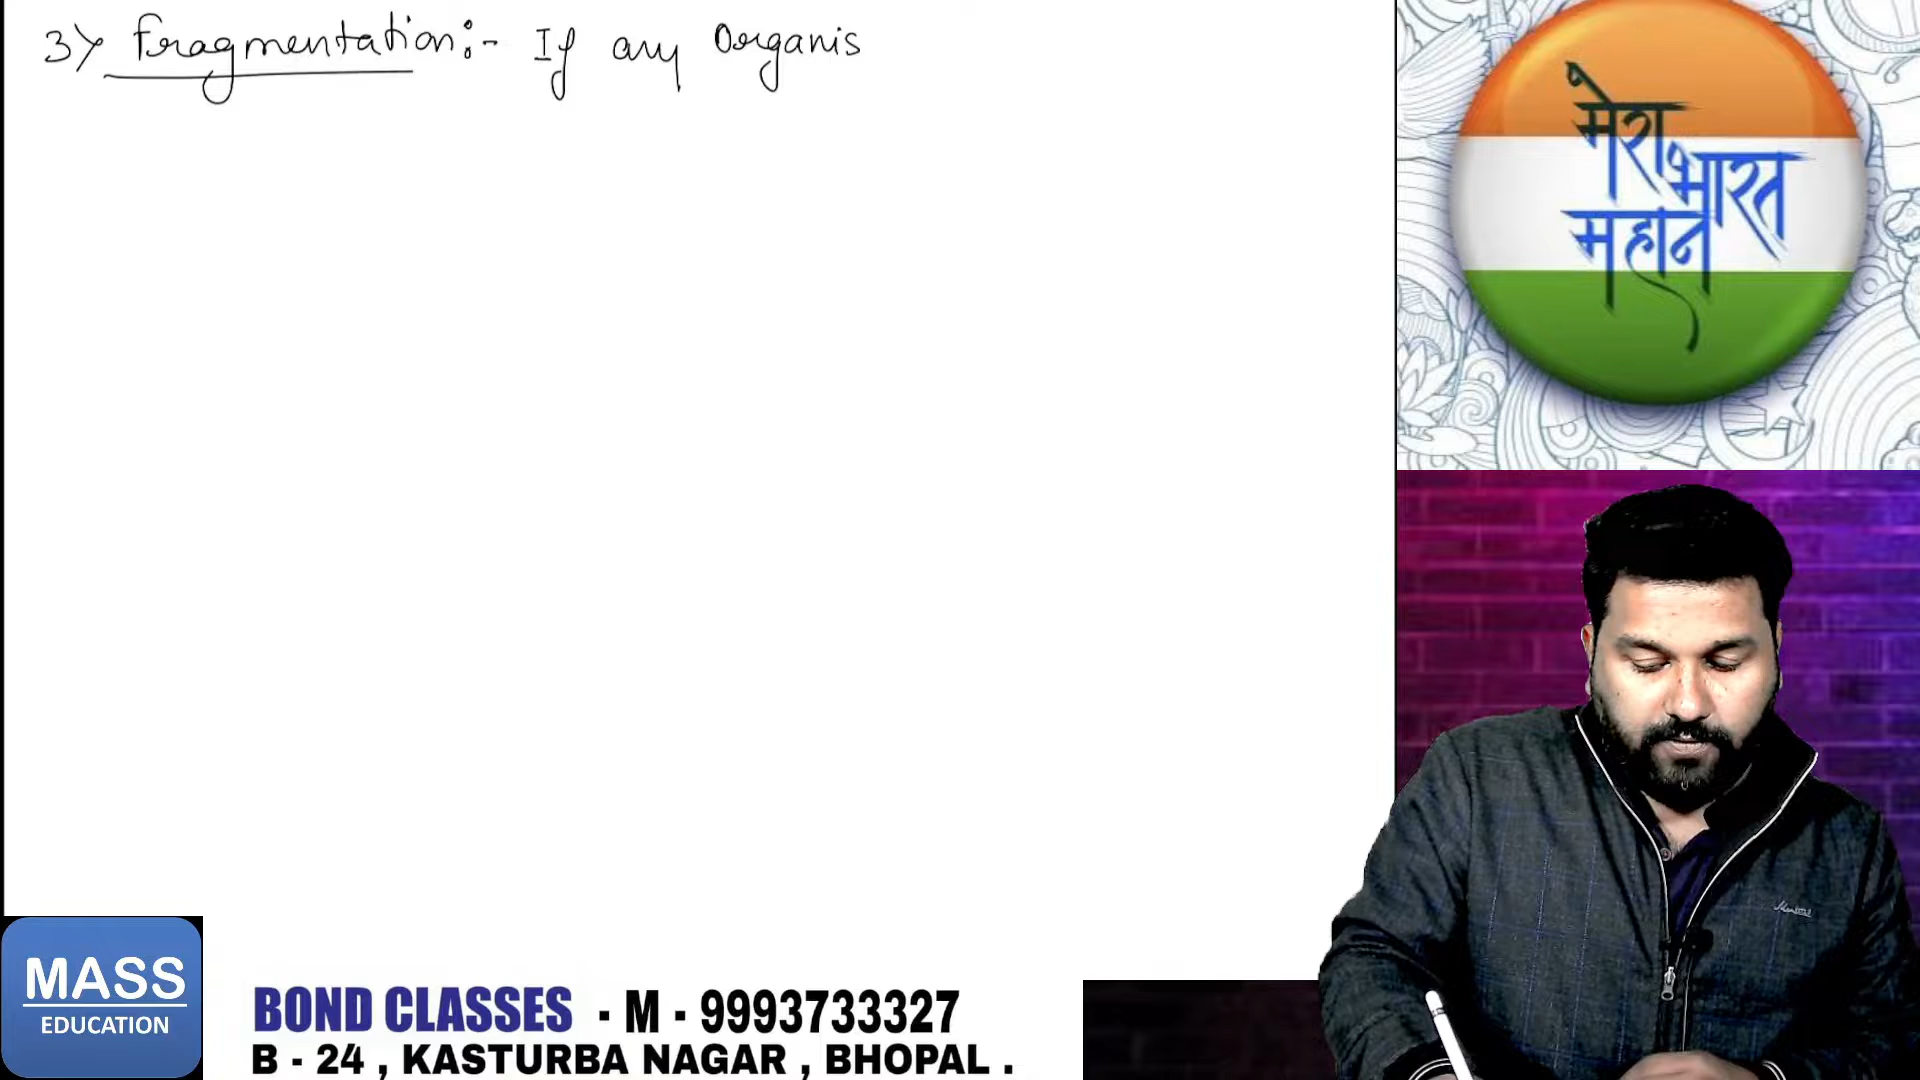 3) Fragmentation:- If any Organis
मेरा
भारत
महान
MASS
EDUCATION
BOND CLASSES - M - 9993733327
B - 24 , KASTURBA NAGAR , BHOPAL .